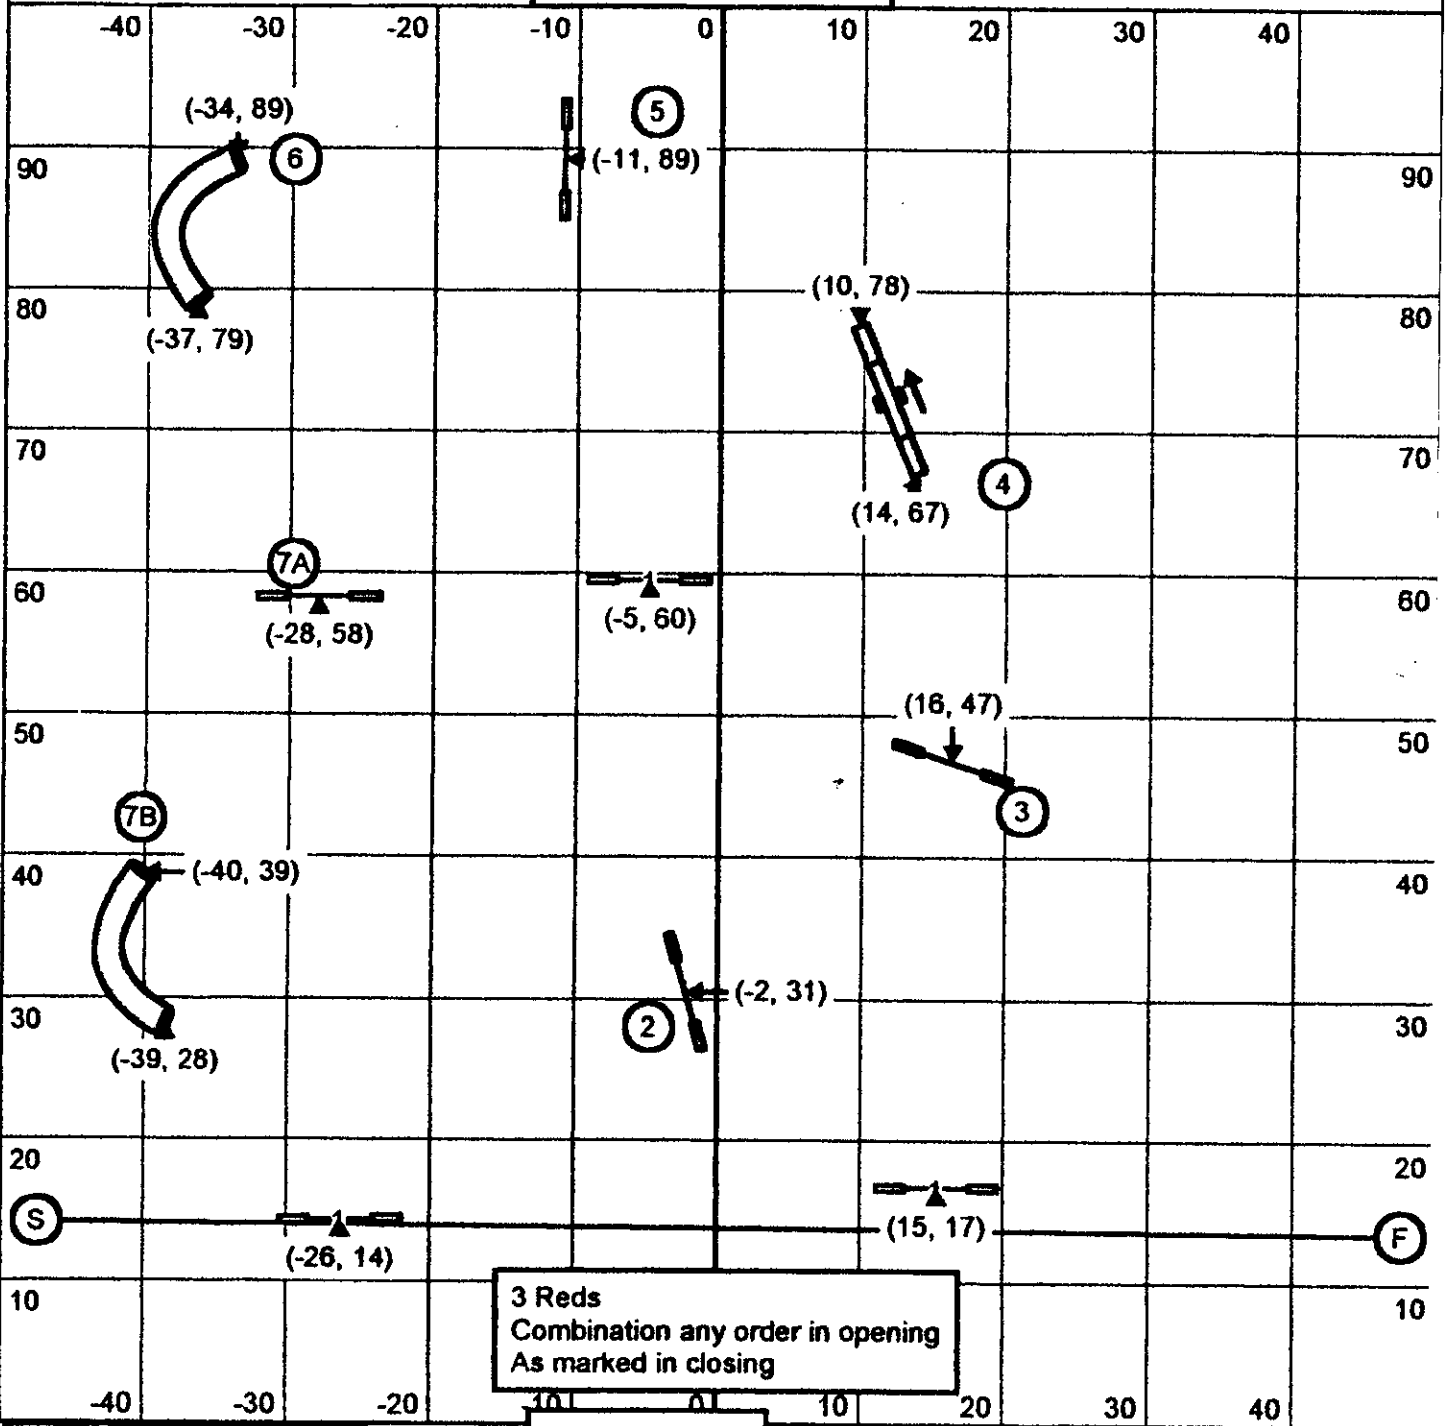 -40 -30 -20 -10 0 10 20 30 40
(-34, 89) 5
6 (-11, 89)
90 90
(10, 78)
80 80
(-37, 79)
70 70
4
(14, 67)
7A
60 1 60
(-5, 60)
(-28, 58)
(16, 47)
50 50
7B 3
(-40, 39)
40 40
(-2, 31)
30 2 30
(-39, 28)
20 20
1
S 1 (15, 17) F
(-26, 14)
10 10
3 Reds
Combination any order in opening
As marked in closing
-40 -30 -20 10 0 10 20 30 40